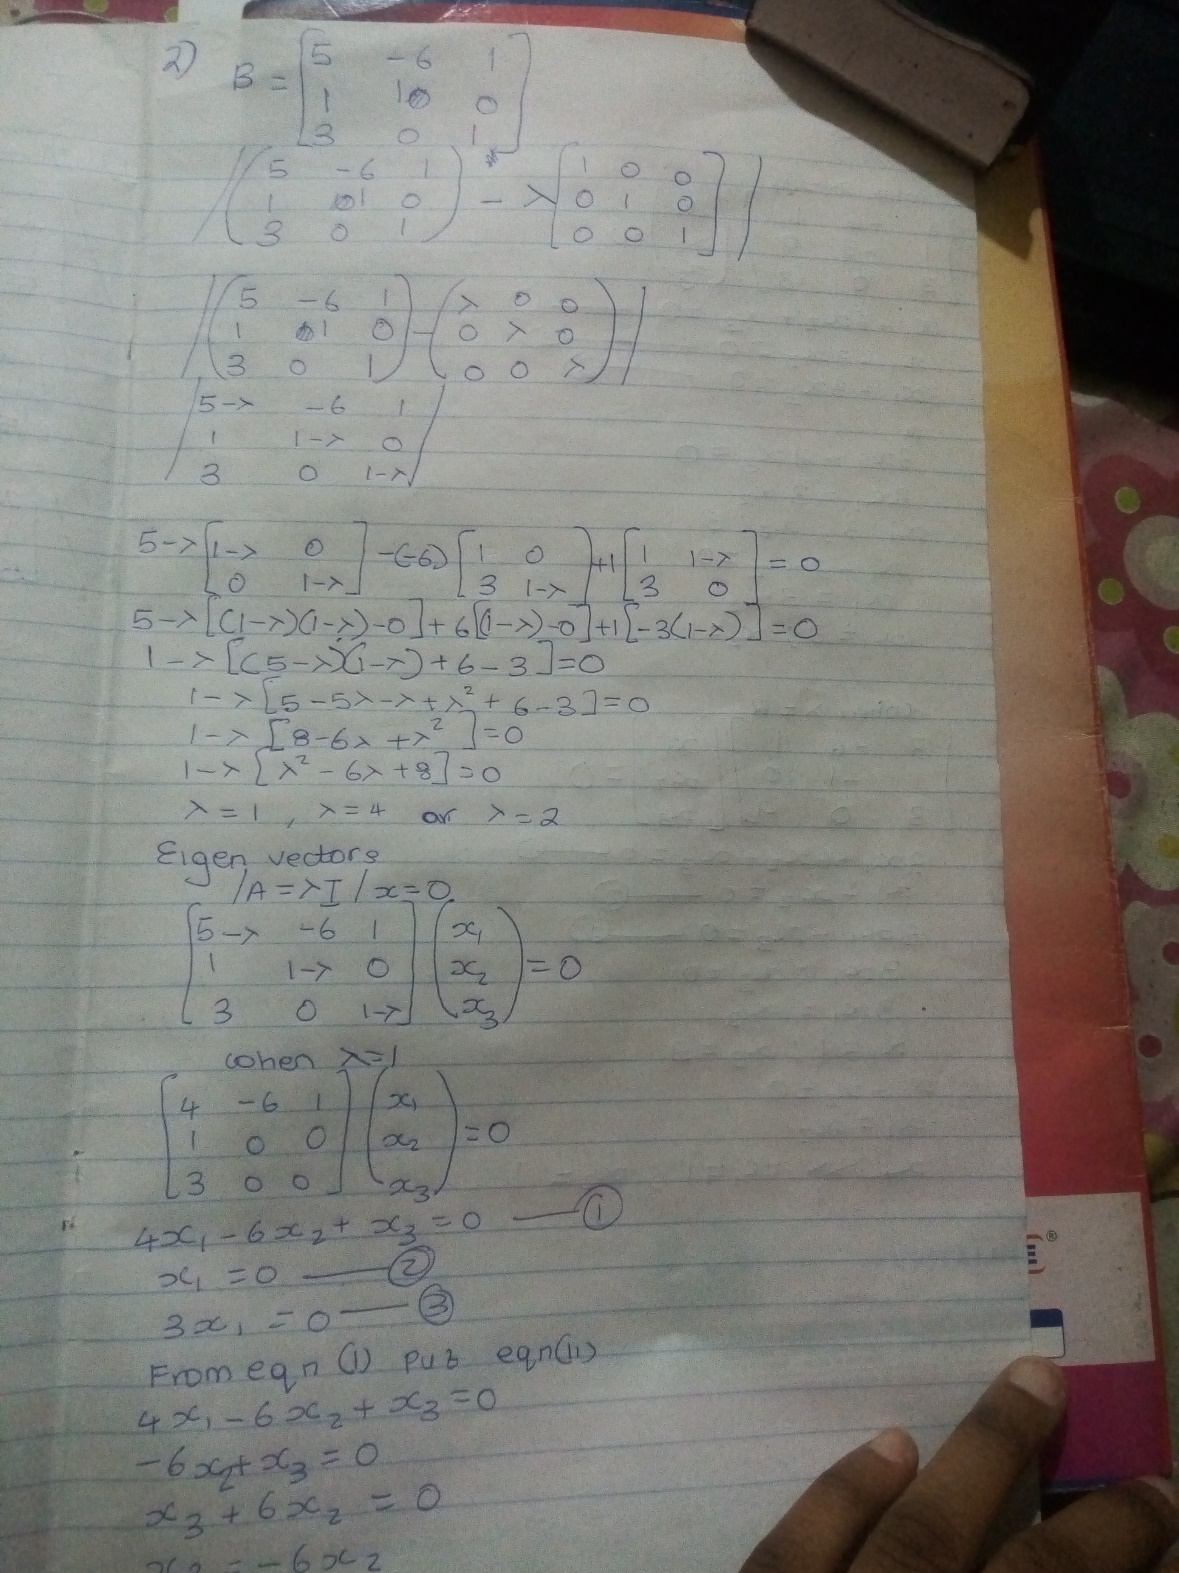 2) B = [5 -6 1
1 1 0
3 0 1]
|(5 -6 1
1 1 0
3 0 1) - λ[1 0 0
0 1 0
0 0 1]|
|(5 -6 1
1 1 0
3 0 1) - (λ 0 0
0 λ 0
0 0 λ)|
|5-λ -6 1
1 1-λ 0
3 0 1-λ|
5-λ[1-λ 0
0 1-λ] -(-6)[1 0
3 1-λ] +1[1 1-λ
3 0] = 0
5-λ[(1-λ)(1-λ)-0]+6[(1-λ)-0]+1[-3(1-λ)]=0
1-λ[(5-λ)(1-λ)+6-3]=0
1-λ[5-5λ-λ+λ²+6-3]=0
1-λ[8-6λ+λ²]=0
1-λ[λ²-6λ+8]=0
λ=1, λ=4 or λ=2
Eigen vectors
/A=λI/x=0
[5-λ -6 1
1 1-λ 0
3 0 1-λ] (x₁
x₂
x₃) =0
when λ=1
[4 -6 1
1 0 0
3 0 0] (x₁
x₂
x₃) =0
4x₁-6x₂+x₃=0 — ①
x₁=0 — ②
3x₁=0 — ③
From eqn (i) put eqn(ii)
4x₁-6x₂+x₃=0
-6x₂+x₃=0
x₃+6x₂=0
= -6x₂
®